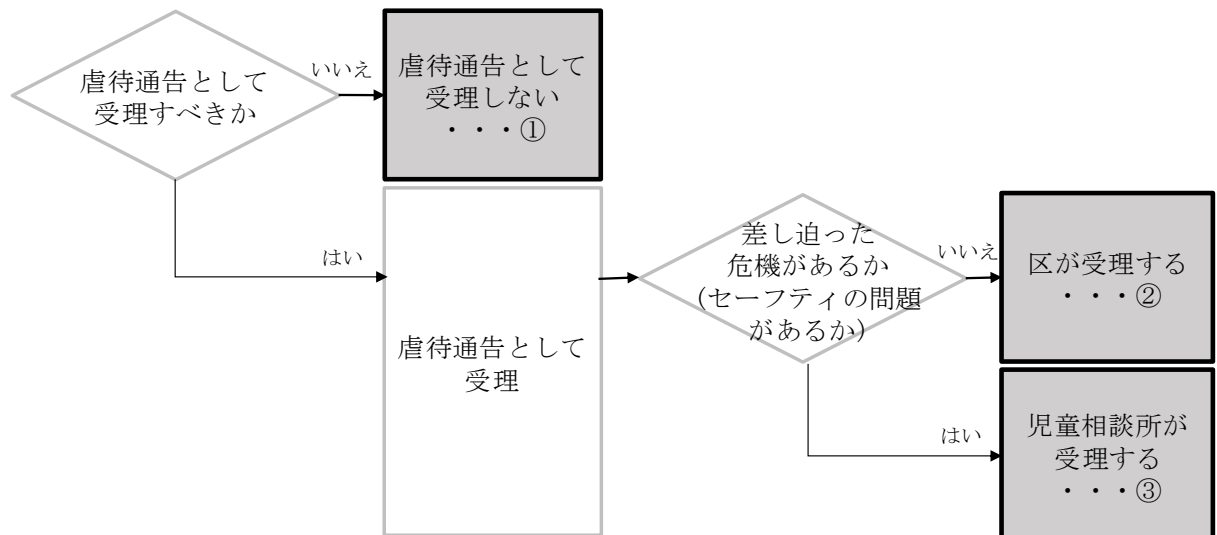 虐待通告として
受理すべきか
いいえ
虐待通告として
受理しない
・・・①
はい
虐待通告として
受理
差し迫った
危機があるか
（セーフティの問題
があるか）
いいえ
区が受理する
・・・②
はい
児童相談所が
受理する
・・・③